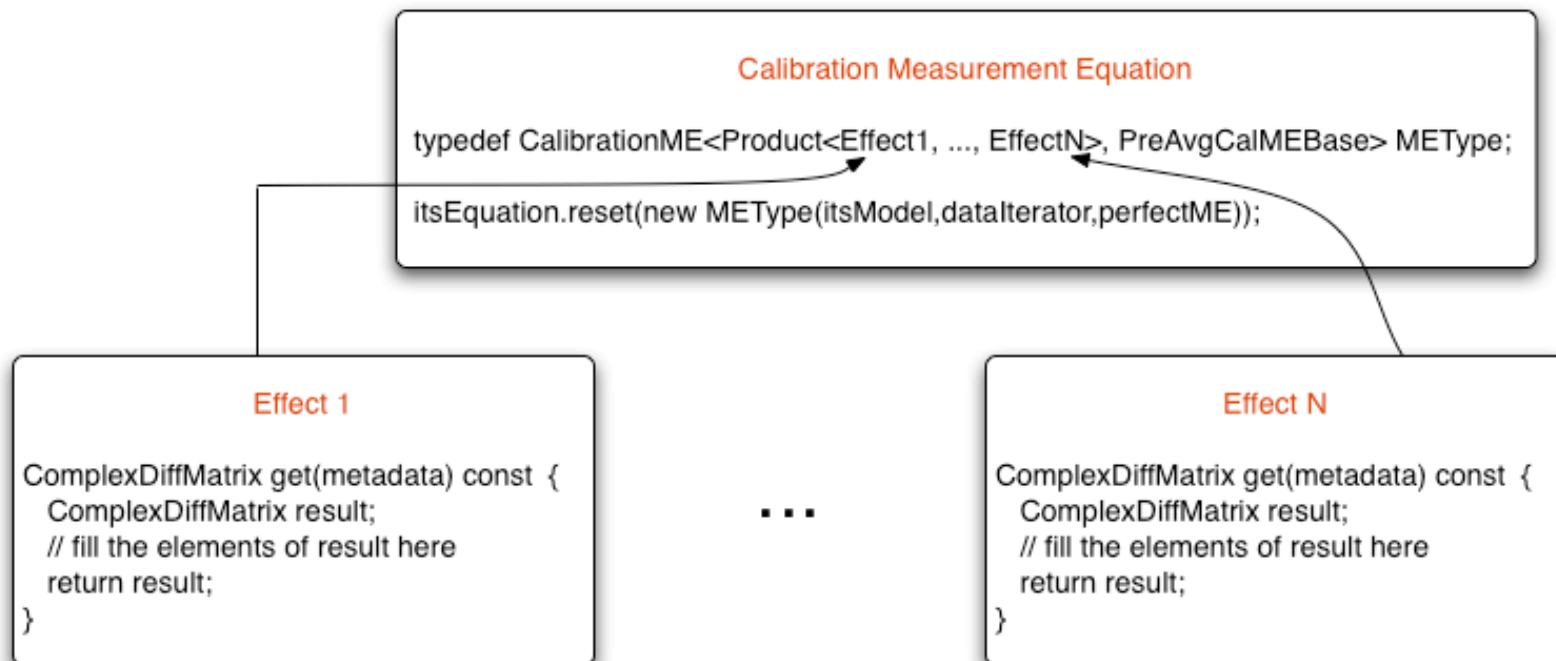 Calibration Measurement Equation
typedef CalibrationME<Product<Effect1, ..., EffectN>, PreAvgCalMEBase> METype;
itsEquation.reset(new METype(itsModel,dataIterator,perfectME));
Effect 1
ComplexDiffMatrix get(metadata) const {
ComplexDiffMatrix result;
// fill the elements of result here
return result;
}
...
Effect N
ComplexDiffMatrix get(metadata) const {
ComplexDiffMatrix result;
// fill the elements of result here
return result;
}